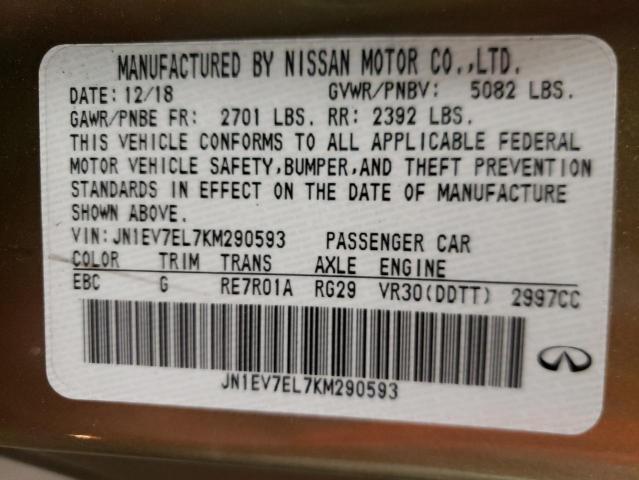 MANUFACTURED BY NISSAN MOTOR CO.,LTD.
DATE: 12/18 GVWR/PNBV: 5082 LBS.
GAWR/PNBE FR: 2701 LBS. RR: 2392 LBS.
THIS VEHICLE CONFORMS TO ALL APPLICABLE FEDERAL
MOTOR VEHICLE SAFETY,BUMPER,AND THEFT PREVENTION
STANDARDS IN EFFECT ON THE DATE OF MANUFACTURE
SHOWN ABOVE.
VIN:JN1EV7EL7KM290593 PASSENGER CAR
COLOR TRIM TRANS AXLE ENGINE
EBC G RE7R01A RG29 VR30(DDTT) 2997CC
JN1EV7EL7KM290593